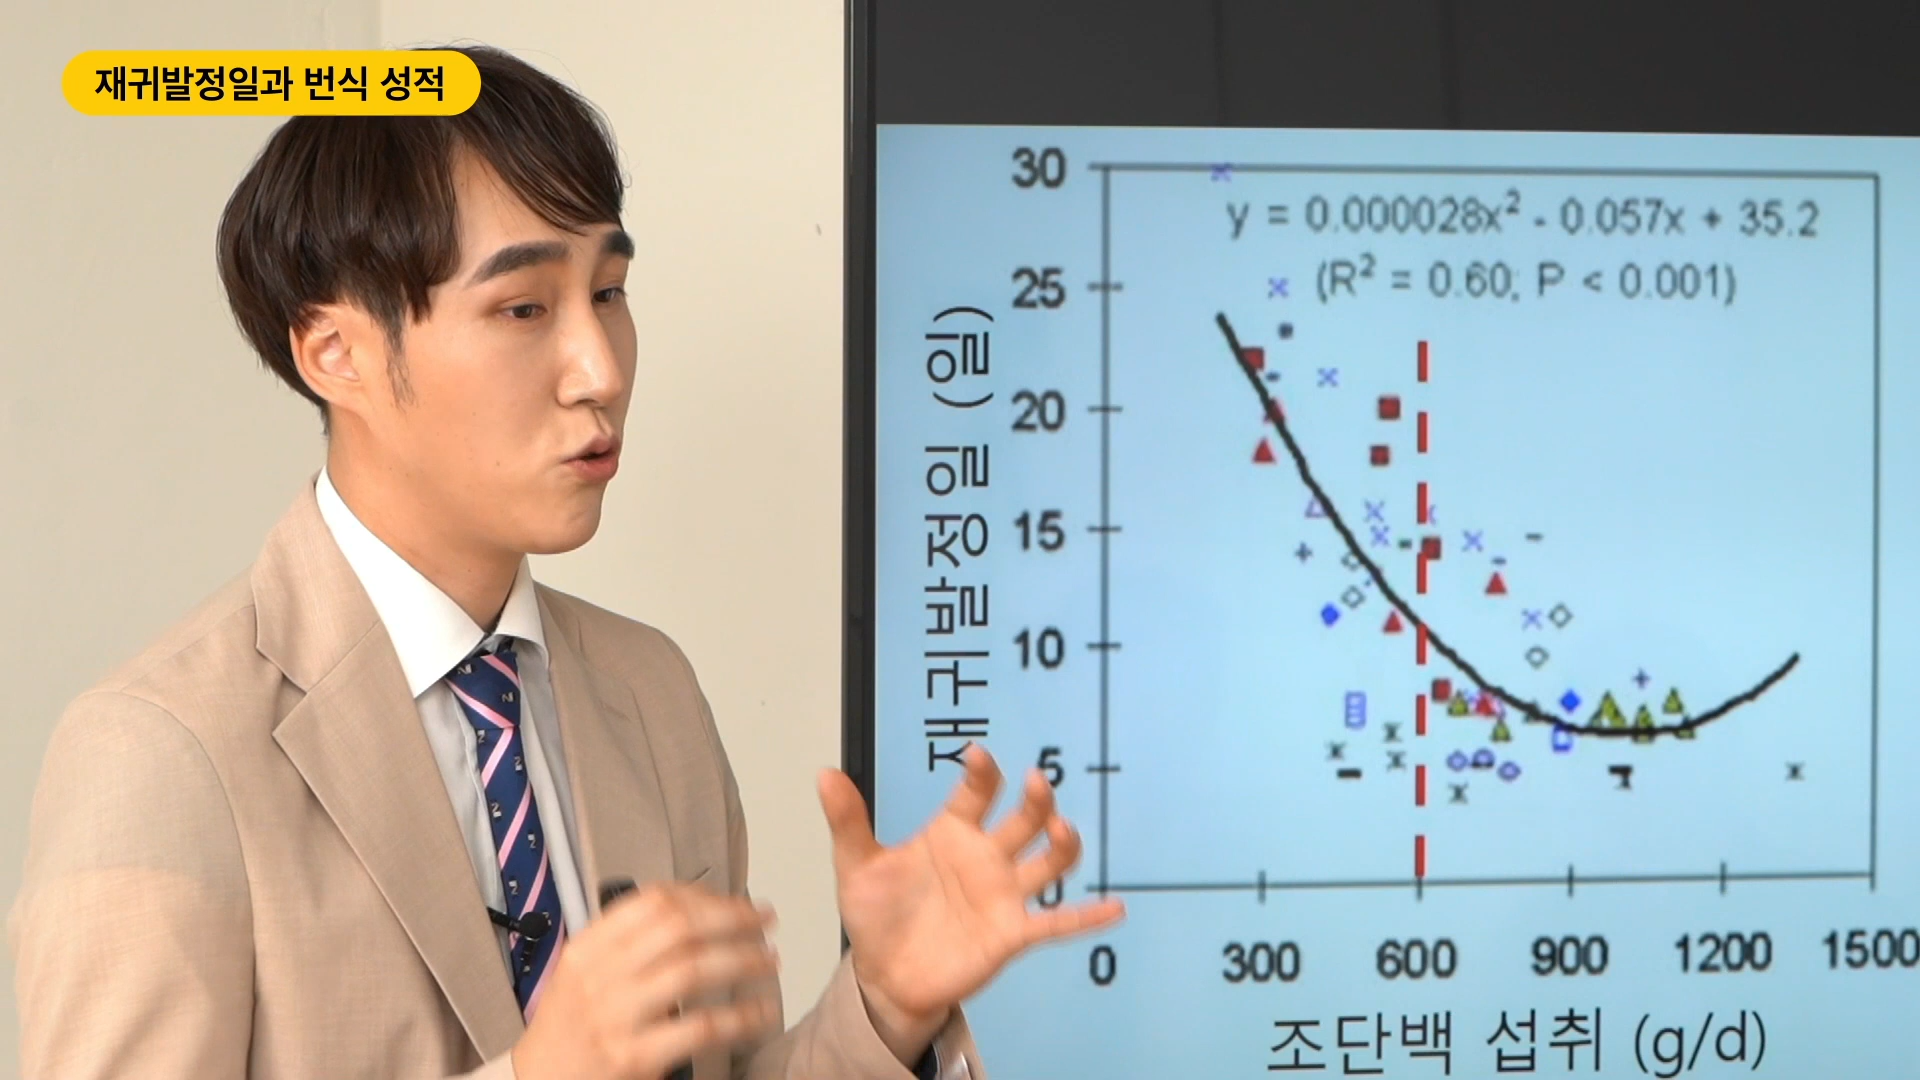 재귀발정일과 번식 성적
30
y = 0.000028x² - 0.057x + 35.2
(R² = 0.60; P < 0.001)
25
20
15
10
5
0
재귀발정일 (일)
0 300 600 900 1200 1500
조단백 섭취 (g/d)